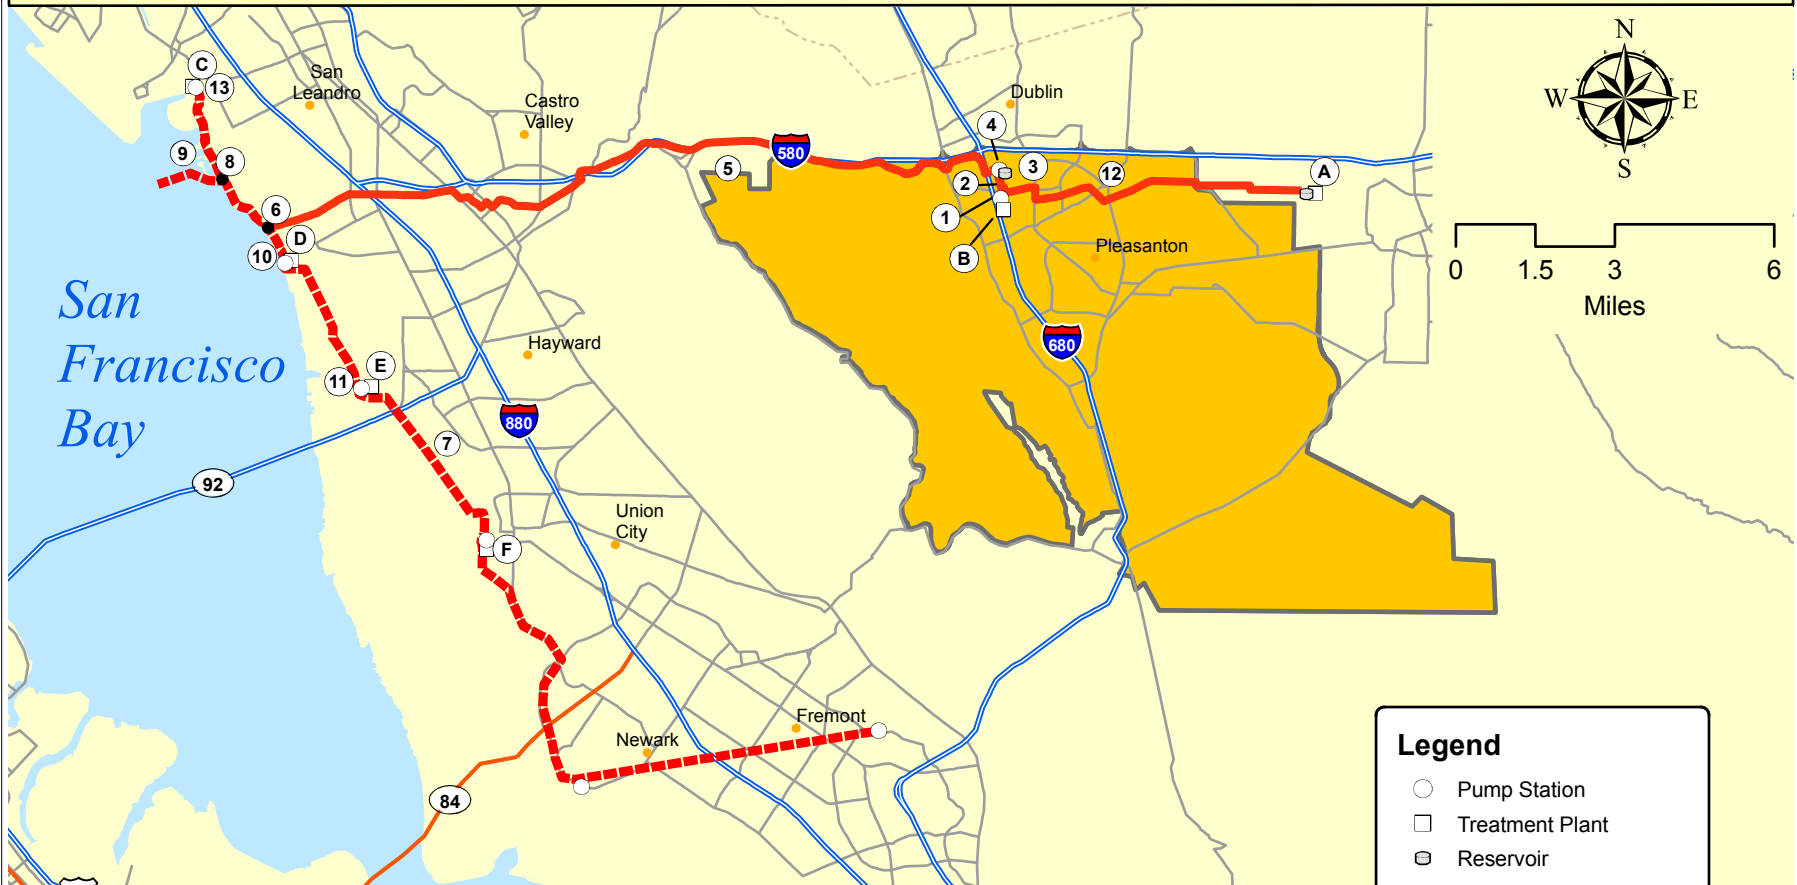 N
W
E
S
0
1.5
3
6
Miles
C
13
San
Leandro
Castro
Valley
Dublin
4
9
8
5
580
3
12
A
2
1
B
6
D
10
Pleasanton
San
Francisco
Bay
Hayward
680
E
11
880
7
92
Union
City
F
Fremont
Newark
84
Legend
Pump Station
Treatment Plant
Reservoir